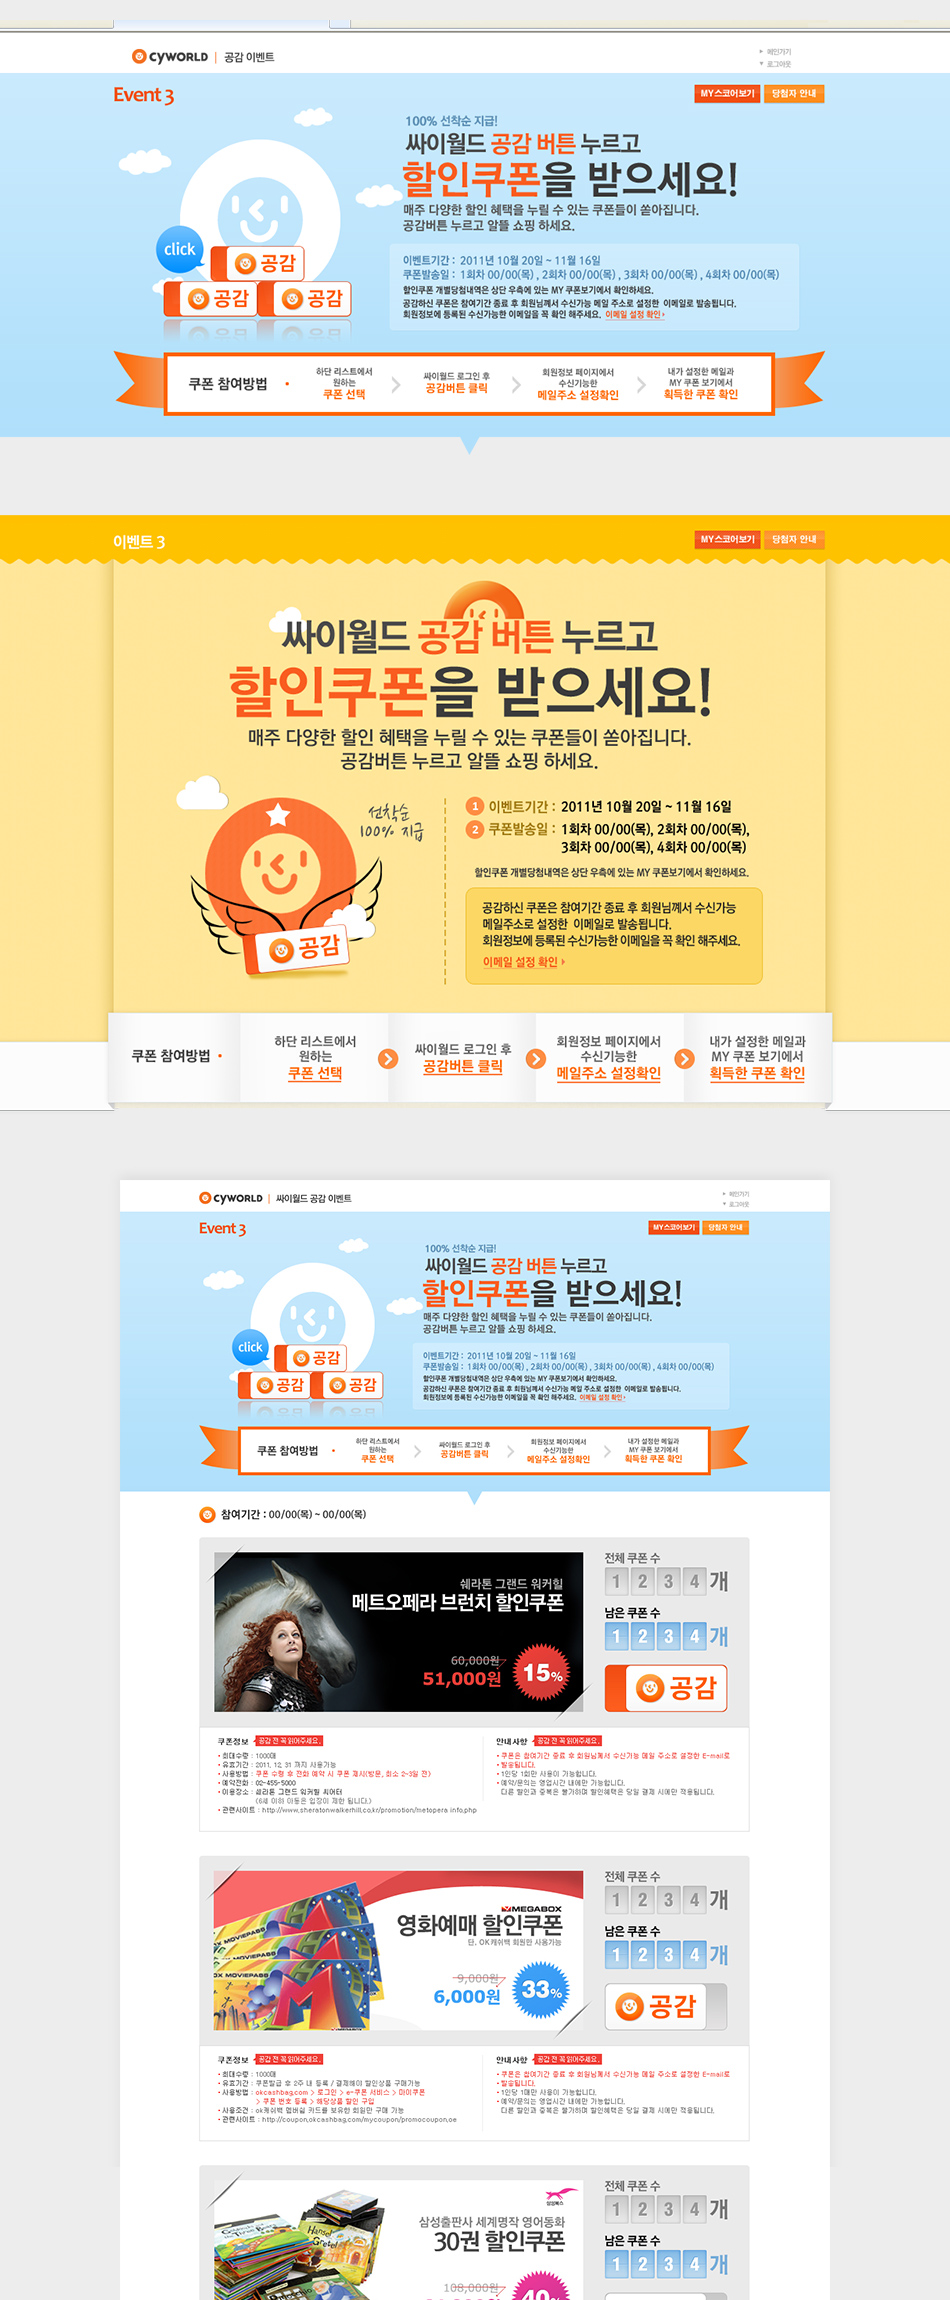 CYWORLD | 공감 이벤트
메인가기
로그아웃
Event 3
MY스코어보기
당첨자 안내
100% 선착순 지급!
싸이월드 공감 버튼 누르고
할인쿠폰을 받으세요!
매주 다양한 할인 혜택을 누릴 수 있는 쿠폰들이 쏟아집니다.
공감버튼 누르고 알뜰 쇼핑 하세요.
click
공감
공감
공감
이벤트기간 : 2011년 10월 20일 ~ 11월 16일
쿠폰발송일 : 1회차 00/00(목) , 2회차 00/00(목) , 3회차 00/00(목) , 4회차 00/00(목)
할인쿠폰 개별당첨내역은 상단 우측에 있는 MY 쿠폰보기에서 확인하세요.
공감하신 쿠폰은 참여기간 종료 후 회원님께서 수신가능 메일 주소로 설정한 이메일로 발송됩니다.
회원정보에 등록된 수신가능한 이메일을 꼭 확인 해주세요. 이메일 설정 확인
쿠폰 참여방법
하단 리스트에서
원하는
쿠폰 선택
싸이월드 로그인 후
공감버튼 클릭
회원정보 페이지에서
수신기능한
메일주소 설정확인
내가 설정한 메일과
MY 쿠폰 보기에서
획득한 쿠폰 확인
이벤트 3
MY스코어보기
당첨자 안내
싸이월드 공감 버튼 누르고
할인쿠폰을 받으세요!
매주 다양한 할인 혜택을 누릴 수 있는 쿠폰들이 쏟아집니다.
공감버튼 누르고 알뜰 쇼핑 하세요.
선착순
100% 지급
공감
1 이벤트기간 : 2011년 10월 20일 ~ 11월 16일
2 쿠폰발송일 : 1회차 00/00(목), 2회차 00/00(목),
3회차 00/00(목), 4회차 00/00(목)
할인쿠폰 개별당첨내역은 상단 우측에 있는 MY 쿠폰보기에서 확인하세요.
공감하신 쿠폰은 참여기간 종료 후 회원님께서 수신가능
메일주소로 설정한 이메일로 발송됩니다.
회원정보에 등록된 수신가능한 이메일을 꼭 확인 해주세요.
이메일 설정 확인
쿠폰 참여방법
하단 리스트에서
원하는
쿠폰 선택
싸이월드 로그인 후
공감버튼 클릭
회원정보 페이지에서
수신기능한
메일주소 설정확인
내가 설정한 메일과
MY 쿠폰 보기에서
획득한 쿠폰 확인
CYWORLD | 싸이월드 공감 이벤트
메인가기
로그아웃
Event 3
MY스코어보기
당첨자 안내
100% 선착순 지급!
싸이월드 공감 버튼 누르고
할인쿠폰을 받으세요!
매주 다양한 할인 혜택을 누릴 수 있는 쿠폰들이 쏟아집니다.
공감버튼 누르고 알뜰 쇼핑 하세요.
click
공감
공감
공감
이벤트기간 : 2011년 10월 20일 ~ 11월 16일
쿠폰발송일 : 1회차 00/00(목) , 2회차 00/00(목) , 3회차 00/00(목) , 4회차 00/00(목)
할인쿠폰 개별당첨내역은 상단 우측에 있는 MY 쿠폰보기에서 확인하세요.
공감하신 쿠폰은 참여기간 종료 후 회원님께서 수신가능 메일 주소로 설정한 이메일로 발송됩니다.
회원정보에 등록된 수신가능한 이메일을 꼭 확인 해주세요. 이메일 설정 확인
쿠폰 참여방법
하단 리스트에서
원하는
쿠폰 선택
싸이월드 로그인 후
공감버튼 클릭
회원정보 페이지에서
수신기능한
메일주소 설정확인
내가 설정한 메일과
MY 쿠폰 보기에서
획득한 쿠폰 확인
참여기간 : 00/00(목) ~ 00/00(목)
쉐라톤 그랜드 워커힐
메트오페라 브런치 할인쿠폰
60,000원
51,000원
15%
전체 쿠폰 수
1 2 3 4 개
남은 쿠폰 수
1 2 3 4 개
공감
쿠폰정보 공감 전 꼭 읽어주세요.
최대수량 : 1000매
유효기간 : 2011. 12. 31 까지 사용가능
사용방법 : 쿠폰 수령 후 전화 예약 시 쿠폰 제시(방문, 최소 2~3일 전)
예약전화 : 02-455-5000
이용장소 : 쉐라톤 그랜드 워커힐 씨어터
(6세 이하 아동은 입장이 제한 됩니다.)
관련사이트 : http://www.sheratonwalkerhill.co.kr/promotion/metopera info.php
안내사항 공감 전 꼭 읽어주세요.
쿠폰은 참여기간 종료 후 회원님께서 수신가능 메일 주소로 설정한 E-mail로
발송됩니다.
1인당 1회만 사용이 가능합니다.
예약/문의는 영업시간 내에만 가능합니다.
다른 할인과 중복은 불가하며 할인혜택은 당일 결제 시에만 적용됩니다.
MEGABOX
영화예매 할인쿠폰
단, OK캐쉬백 회원만 사용가능
9,000원
6,000원
33%
MOVIEPASS
전체 쿠폰 수
1 2 3 4 개
남은 쿠폰 수
1 2 3 4 개
공감
쿠폰정보 공감 전 꼭 읽어주세요.
최대수량 : 1000매
유효기간 : 쿠폰발급 후 2주 내 등록 / 결제해야 할인상품 구매가능
사용방법 : okcashbag.com > 로그인 > e-쿠폰 서비스 > 마이쿠폰
> 쿠폰 번호 등록 > 해당상품 할인 구입
사용조건 : ok캐쉬백 멤버쉽 카드를 보유한 회원만 구매 가능
관련사이트 : http://coupon.okcashbag.com/mycoupon/promocoupon.oe
안내사항 공감 전 꼭 읽어주세요.
쿠폰은 참여기간 종료 후 회원님께서 수신가능 메일 주소로 설정한 E-mail로
발송됩니다.
1인당 1매만 사용이 가능합니다.
예약/문의는 영업시간 내에만 가능합니다.
다른 할인과 중복은 불가하며 할인혜택은 당일 결제 시에만 적용됩니다.
삼성북스
삼성출판사 세계명작 영어동화
30권 할인쿠폰
108,000원
Hansel
Gretel
전체 쿠폰 수
1 2 3 4 개
남은 쿠폰 수
1 2 3 4 개